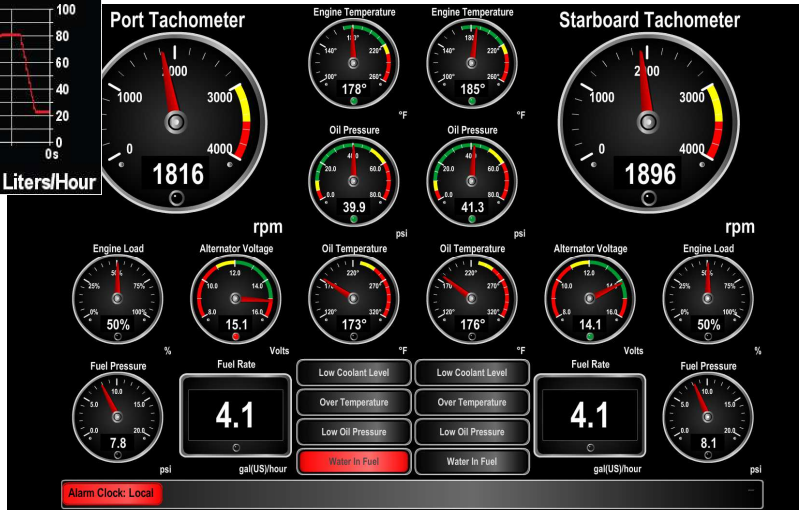 100
80
60
40
20
0
0s
Liters/Hour
Port Tachometer
0
1000
2000
3000
4000
1816
rpm
Engine Temperature
100°
140°
180°
220°
260°
178°
°F
Engine Temperature
100°
140°
180°
220°
260°
185°
°F
Starboard Tachometer
0
1000
2000
3000
4000
1896
rpm
Oil Pressure
0.0
20.0
40.0
60.0
80.0
39.9
psi
Oil Pressure
0.0
20.0
60.0
80.0
41.3
psi
Engine Load
0%
25%
50%
75%
100%
50%
%
Alternator Voltage
8.0
10.0
12.0
14.0
16.0
15.1
Volts
Oil Temperature
120°
220°
270°
320°
173°
°F
Oil Temperature
120°
220°
270°
320°
176°
°F
Alternator Voltage
8.0
10.0
12.0
14.0
16.0
14.1
Volts
Engine Load
0%
25%
50%
75%
100%
50%
%
Fuel Pressure
0.0
5.0
10.0
15.0
20.0
7.8
psi
Fuel Rate
4.1
gal(US)/hour
Low Coolant Level
Over Temperature
Low Oil Pressure
Water In Fuel
Low Coolant Level
Over Temperature
Low Oil Pressure
Water In Fuel
Fuel Rate
4.1
gal(US)/hour
Fuel Pressure
0.0
5.0
10.0
15.0
20.0
8.1
psi
Alarm Clock: Local